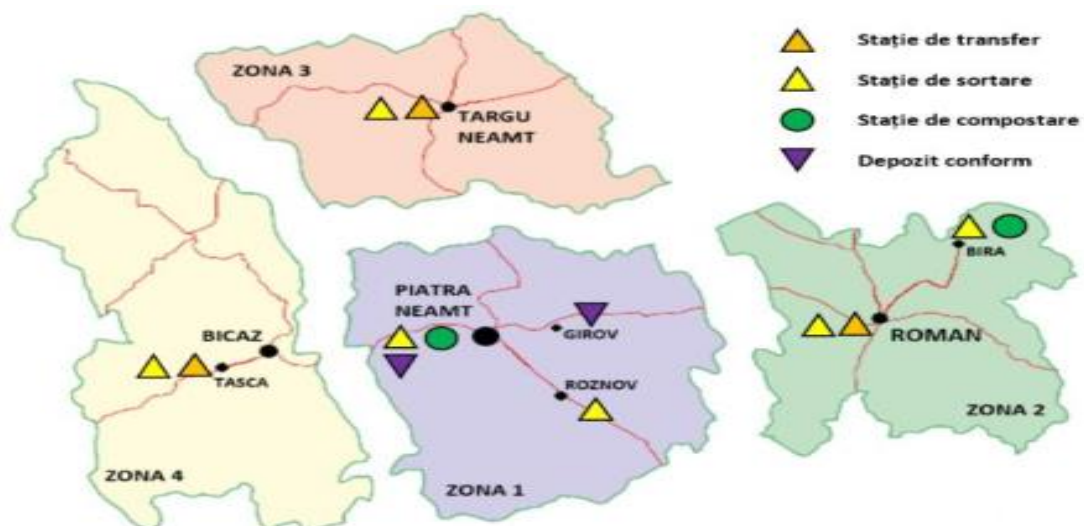 Stație de transfer
Stație de sortare
Stație de compostare
Depozit conform
ZONA 3
TARGU
NEAMT
BIRA
ROMAN
ZONA 2
PIATRA
NEAMT
GIROV
ROZNOV
ZONA 1
BICAZ
TASCA
ZONA 4